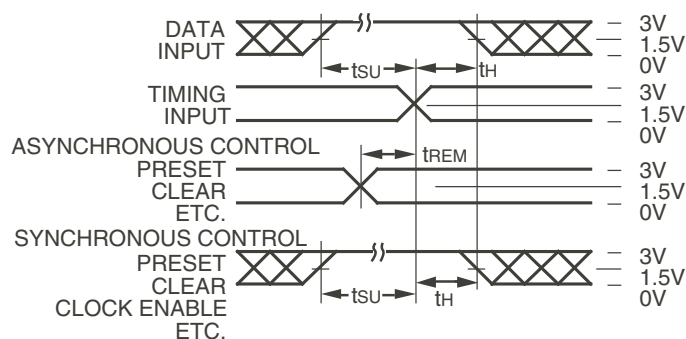 DATA
INPUT
tSU
tH
3V
1.5V
0V
TIMING
INPUT
3V
1.5V
0V
ASYNCHRONOUS CONTROL
PRESET
CLEAR
ETC.
tREM
3V
1.5V
0V
SYNCHRONOUS CONTROL
PRESET
CLEAR
CLOCK ENABLE
ETC.
tSU
tH
3V
1.5V
0V